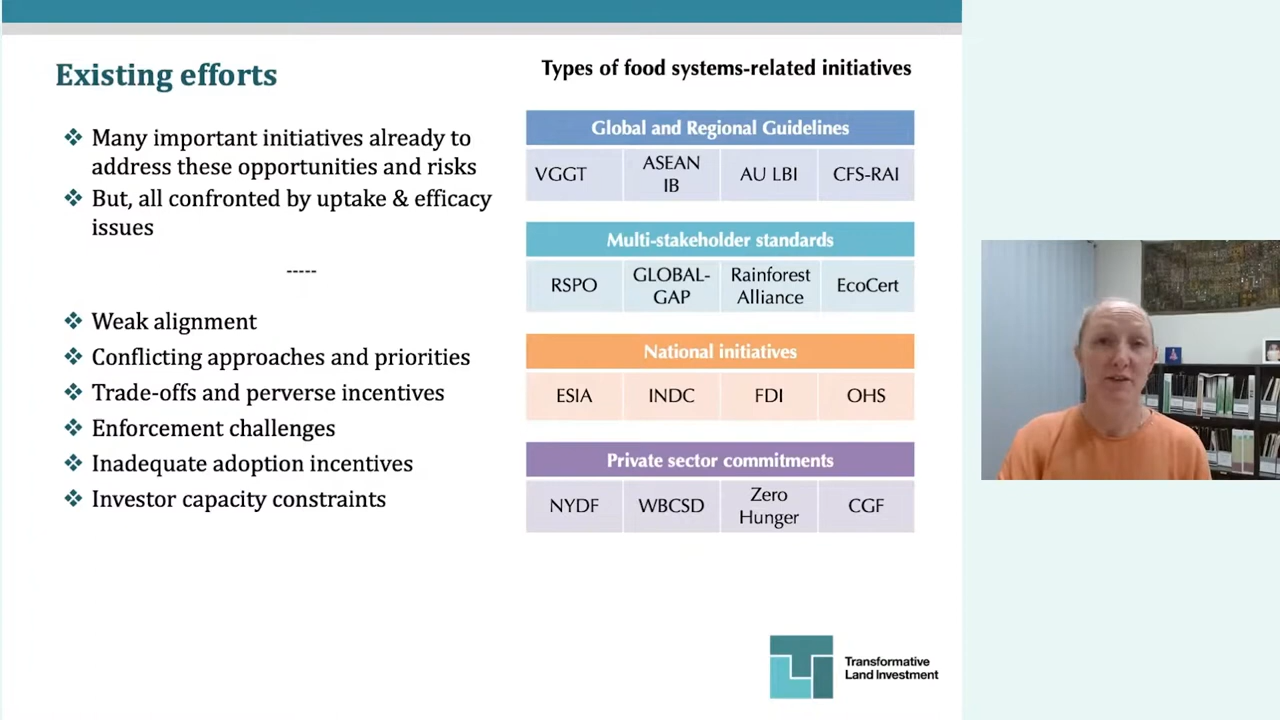 Existing efforts
Many important initiatives already to
address these opportunities and risks
But, all confronted by uptake & efficacy
issues
-----
Weak alignment
Conflicting approaches and priorities
Trade-offs and perverse incentives
Enforcement challenges
Inadequate adoption incentives
Investor capacity constraints
Types of food systems-related initiatives
Global and Regional Guidelines
VGGT
ASEAN
IB
AU LBI
CFS-RAI
Multi-stakeholder standards
RSPO
GLOBAL-
GAP
Rainforest
Alliance
EcoCert
National initiatives
ESIA
INDC
FDI
OHS
Private sector commitments
NYDF
WBCSD
Zero
Hunger
CGF
Transformative
Land Investment